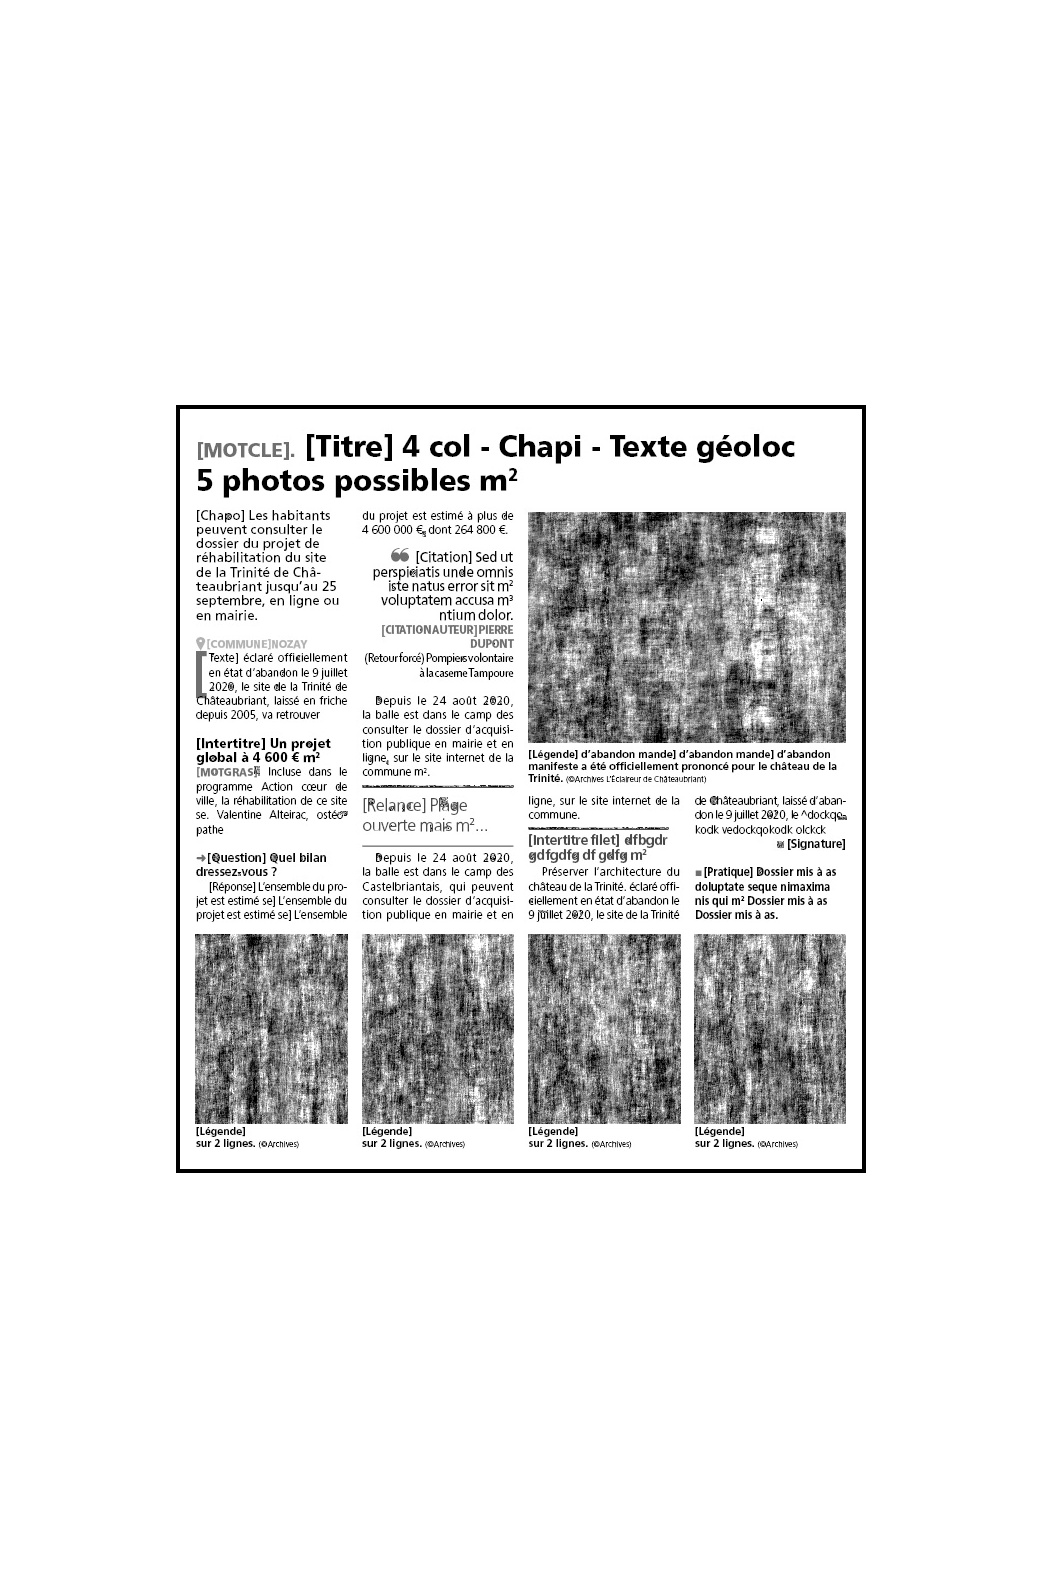 [MOTCLE]. [Titre] 4 col - Chapi - Texte géoloc
5 photos possibles m²
[Chapo] Les habitants
peuvent consulter le
dossier du projet de
réhabilitation du site
de la Trinité de Châ-
teaubriant jusqu’au 25
septembre, en ligne ou
en mairie.
[COMMUNE]NOZAY
[Texte] éclaré officiellement
en état d’abandon le 9 juillet
2020, le site de la Trinité de
Châteaubriant, laissé en friche
depuis 2005, va retrouver
[Intertitre] Un projet
global à 4 600 € m²
[MOTGRAS] Incluse dans le
programme Action cœur de
ville, la réhabilitation de ce site
se. Valentine Alteirac, ostéo-
pathe
➔[Question] Quel bilan
dressez-vous ?
[Réponse] L’ensemble du pro-
jet est estimé se] L’ensemble du
projet est estimé se] L’ensemble
du projet est estimé à plus de
4 600 000 €, dont 264 800 €.
❝ [Citation] Sed ut
perspiciatis unde omnis
iste natus error sit m²
voluptatem accusa m³
ntium dolor.
[CITATIONAUTEUR]PIERRE
DUPONT
(Retour forcé) Pompiers volontaire
à la caserne Tampoure
Depuis le 24 août 2020,
la balle est dans le camp des
consulter le dossier d’acquisi-
tion publique en mairie et en
ligne, sur le site internet de la
commune m².
[Relance] Plage
ouverte mais m²...
Depuis le 24 août 2020,
la balle est dans le camp des
Castelbriantais, qui peuvent
consulter le dossier d’acquisi-
tion publique en mairie et en
[Légende] d’abandon mande] d’abandon mande] d’abandon
manifeste a été officiellement prononcé pour le château de la
Trinité. (©Archives L’Éclaireur de Châteaubriant)
ligne, sur le site internet de la
commune.
[Intertitre filet] dfbgdr
gdfgdfg df gdfg m²
Préserver l’architecture du
château de la Trinité. éclaré offi-
ciellement en état d’abandon le
9 juillet 2020, le site de la Trinité
de Châteaubriant, laissé d’aban-
don le 9 juillet 2020, le ^dockqo-
kodk vedockqokodk olckck
[Signature]
■ [Pratique] Dossier mis à as
doluptate seque nimaxima
nis qui m² Dossier mis à as
Dossier mis à as.
[Légende]
sur 2 lignes. (©Archives)
[Légende]
sur 2 lignes. (©Archives)
[Légende]
sur 2 lignes. (©Archives)
[Légende]
sur 2 lignes. (©Archives)